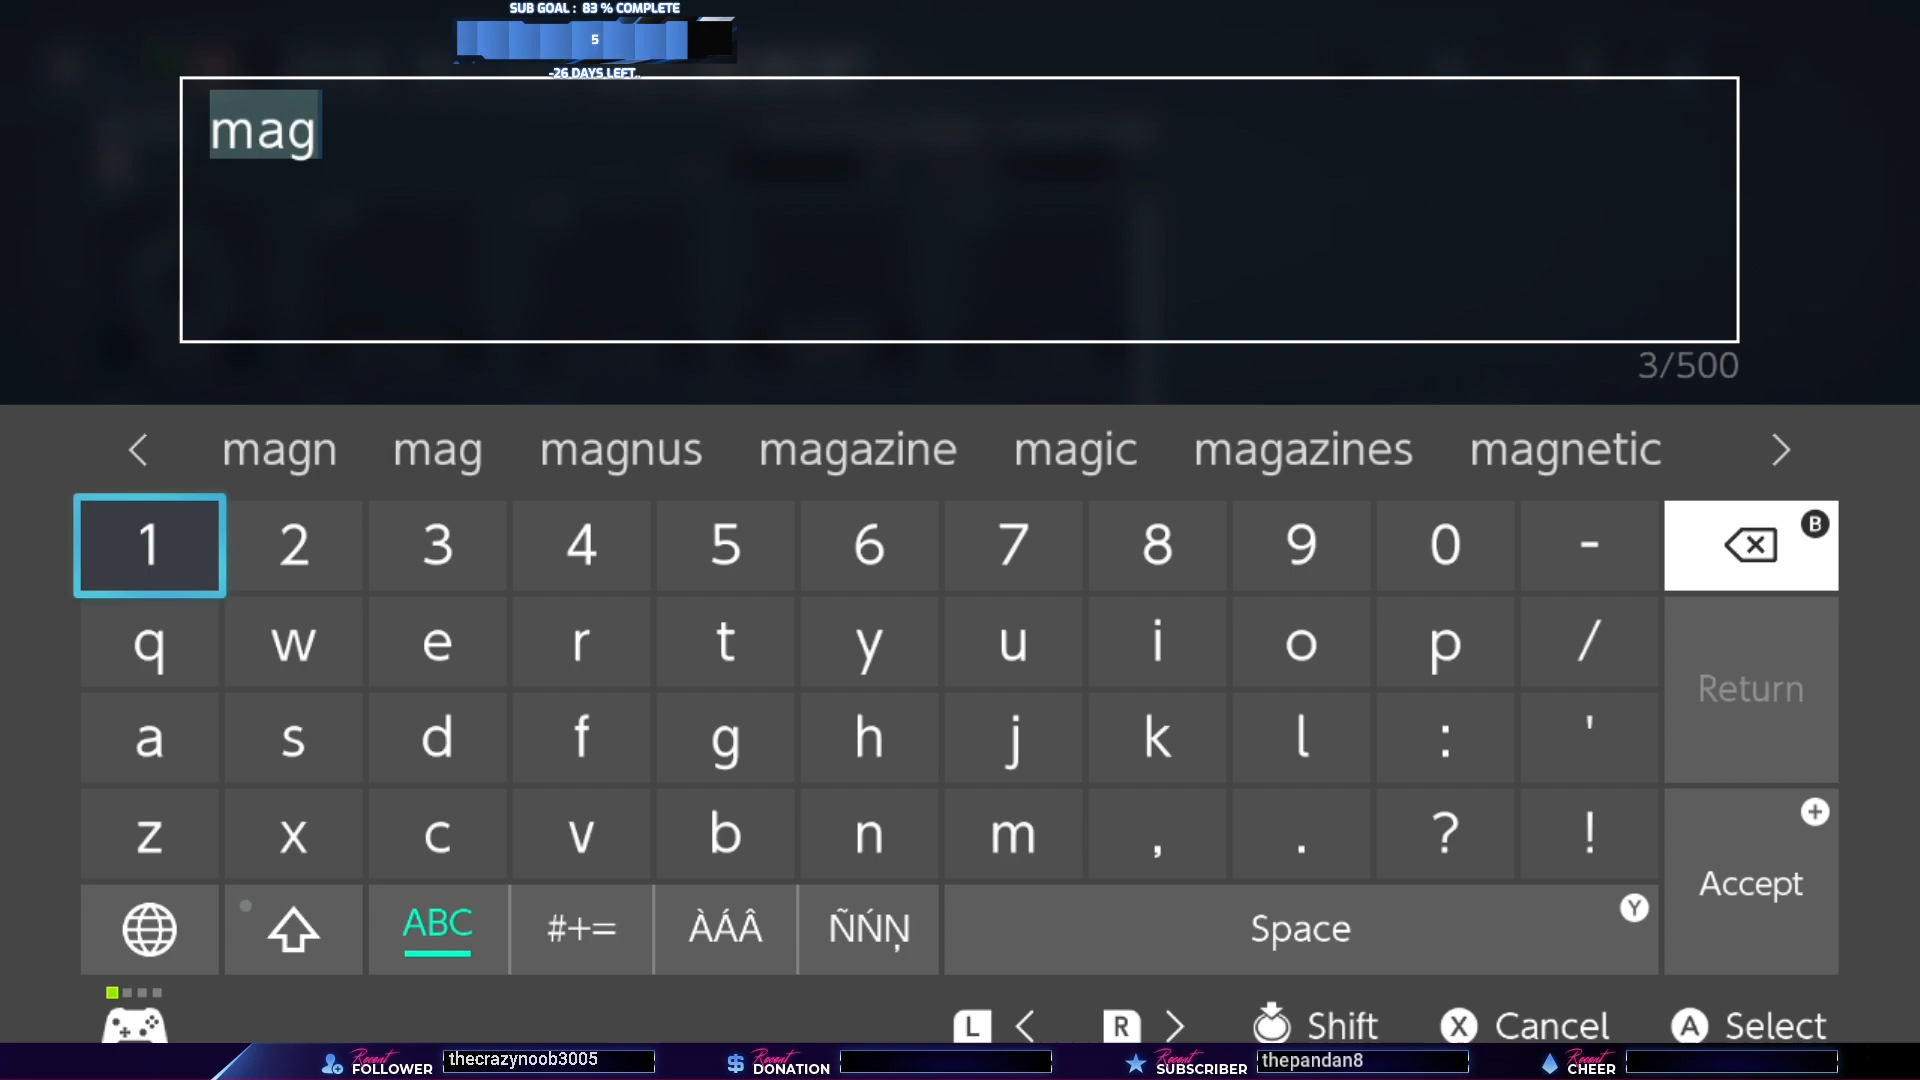 SUB GOAL : 83 % COMPLETE
5
-26 DAYS LEFT..
mag
3/500
magn mag magnus magazine magic magazines magnetic
1 2 3 4 5 6 7 8 9 0 - B
q w e r t y u i o p /
Return
a s d f g h j k l : '
z x c v b n m , . ? ! +
Accept
ABC #+= ÀÁÂ ÑŃŅ Space Y
L < R > Shift X Cancel A Select
Recent FOLLOWER thecrazynoob3005 Recent DONATION Recent SUBSCRIBER thepandan8 Recent CHEER